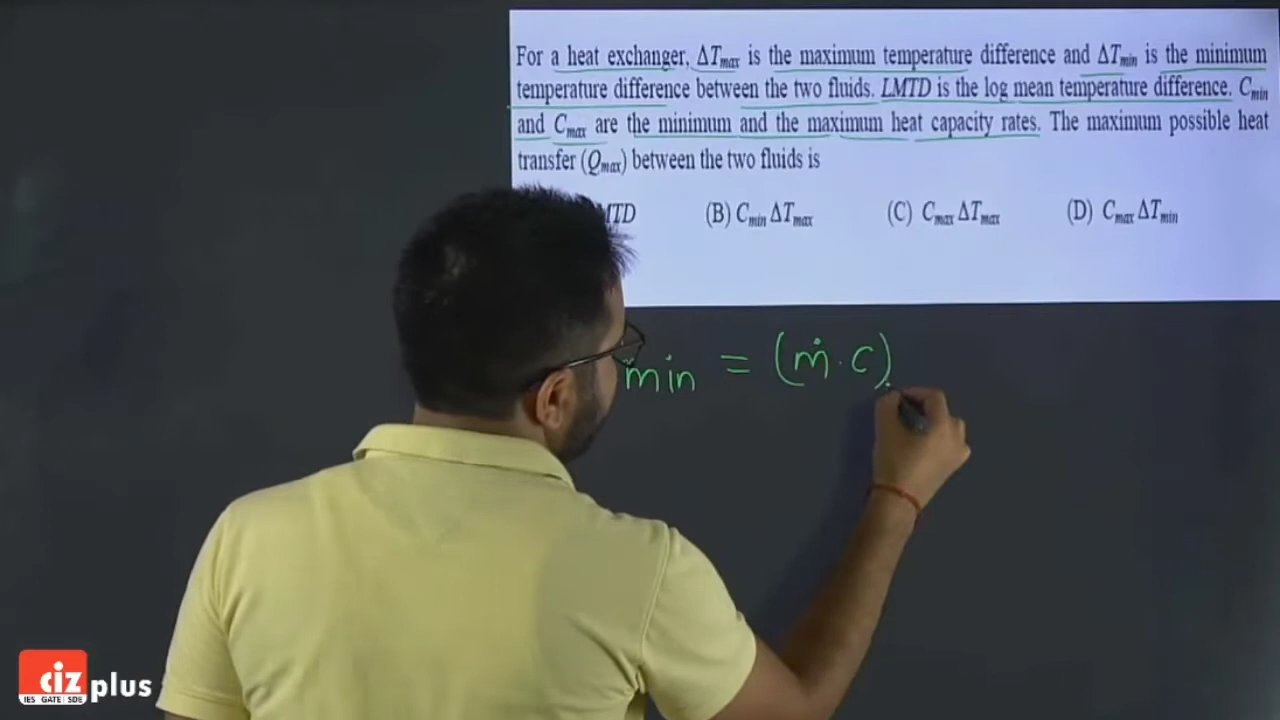 For a heat exchanger, ΔTmax is the maximum temperature difference and ΔTmin is the minimum
temperature difference between the two fluids. LMTD is the log mean temperature difference. Cmin
and Cmax are the minimum and the maximum heat capacity rates. The maximum possible heat
transfer (Qmax) between the two fluids is
MTD (B) Cmin ΔTmax (C) Cmax ΔTmax (D) Cmax ΔTmin
min = (ṁ·c)
biz plus
IES GATE SDE